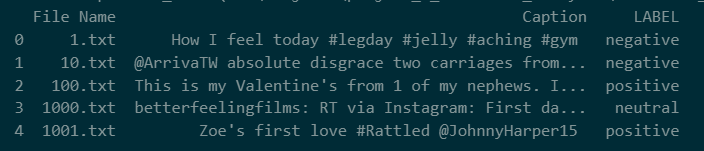 File Name Caption LABEL
0 1.txt How I feel today #legday #jelly #aching #gym negative
1 10.txt @ArrivaTW absolute disgrace two carriages from... negative
2 100.txt This is my Valentine's from 1 of my nephews. I... positive
3 1000.txt betterfeelingfilms: RT via Instagram: First da... neutral
4 1001.txt Zoe's first love #Rattled @JohnnyHarper15 positive